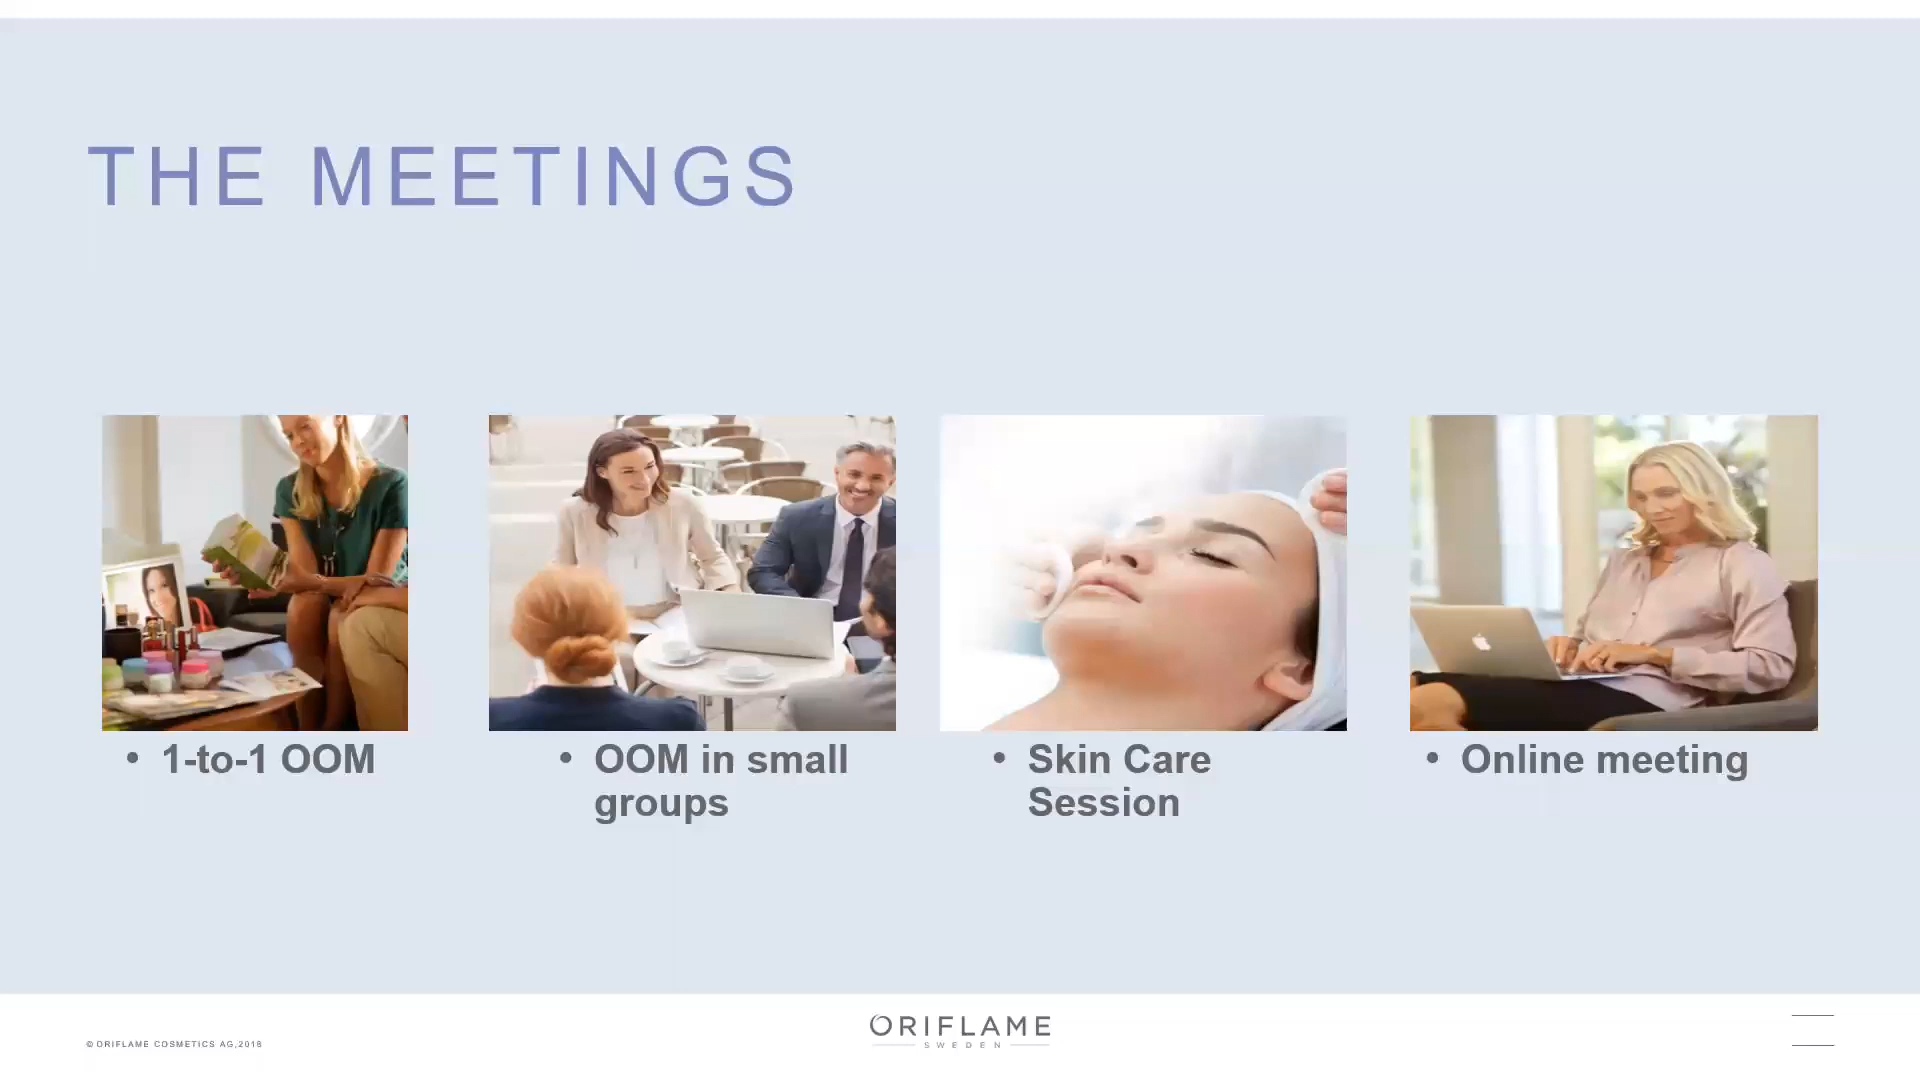 THE MEETINGS
• 1-to-1 OOM
• OOM in small
groups
• Skin Care
Session
• Online meeting
© ORIFLAME COSMETICS AG,2018
ORIFLAME
SWEDEN